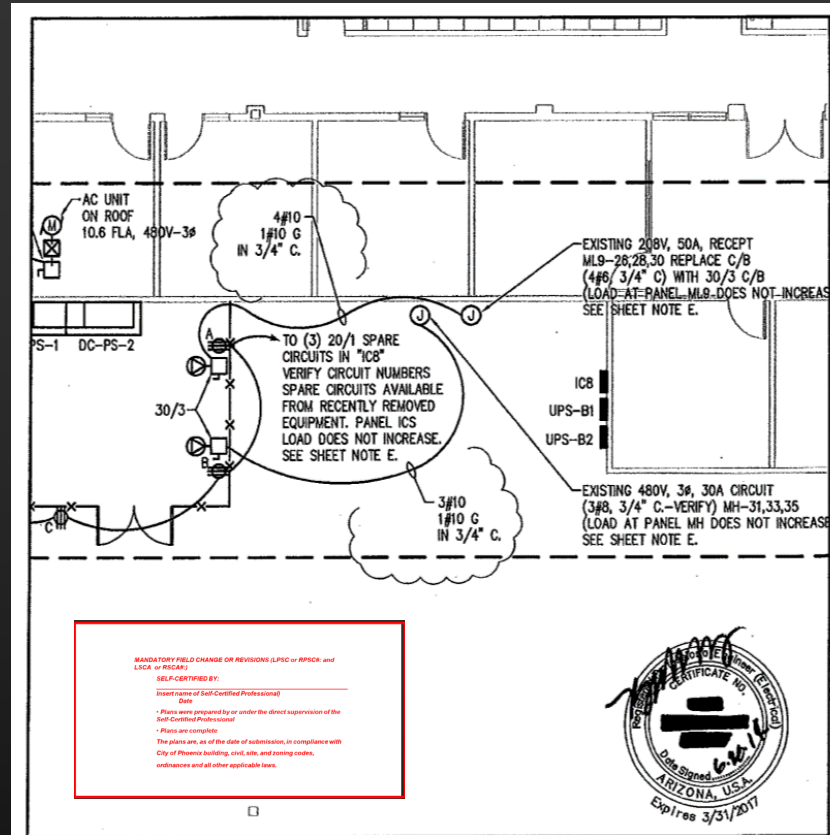 AC UNIT
ON ROOF
10.6 FLA, 480V-3ø
M
4#10
1#10 G
IN 3/4" C.
EXISTING 208V, 50A, RECEPT
ML9-26,28,30 REPLACE C/B
(4#6, 3/4" C) WITH 30/3 C/B
(LOAD AT PANEL ML9 DOES NOT INCREAS
SEE SHEET NOTE E.
J
J
PS-1
DC-PS-2
A
TO (3) 20/1 SPARE
CIRCUITS IN "IC8"
VERIFY CIRCUIT NUMBERS
SPARE CIRCUITS AVAILABLE
FROM RECENTLY REMOVED
EQUIPMENT. PANEL ICS
LOAD DOES NOT INCREASE.
SEE SHEET NOTE E.
30/3
IC8
UPS-B1
UPS-B2
B
C
3#10
1#10 G
IN 3/4" C.
EXISTING 480V, 3ø, 30A CIRCUIT
(3#8, 3/4" C.-VERIFY) MH-31,33,35
(LOAD AT PANEL MH DOES NOT INCREASE
SEE SHEET NOTE E.
MANDATORY FIELD CHANGE OR REVISIONS (LPSC or RPSC#: and
LSCA or RSCA#:)
SELF-CERTIFIED BY:
Insert name of Self-Certified Professional)
Date
• Plans were prepared by or under the direct supervision of the
Self-Certified Professional
• Plans are complete
The plans are, as of the date of submission, in compliance with
City of Phoenix building, civil, site, and zoning codes,
ordinances and all other applicable laws.
Engineer (Electrical)
CERTIFICATE NO.
Date Signed
ARIZONA, U.S.A.
Expires 3/31/2017